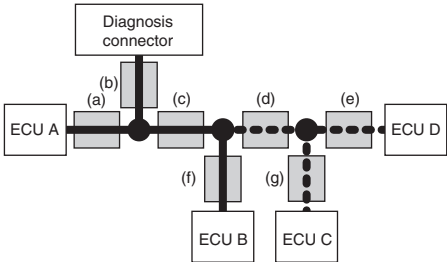 Diagnosis
connector
(b)
(a) (c) (d) (e)
ECU A ECU D
(f) (g)
ECU B ECU C